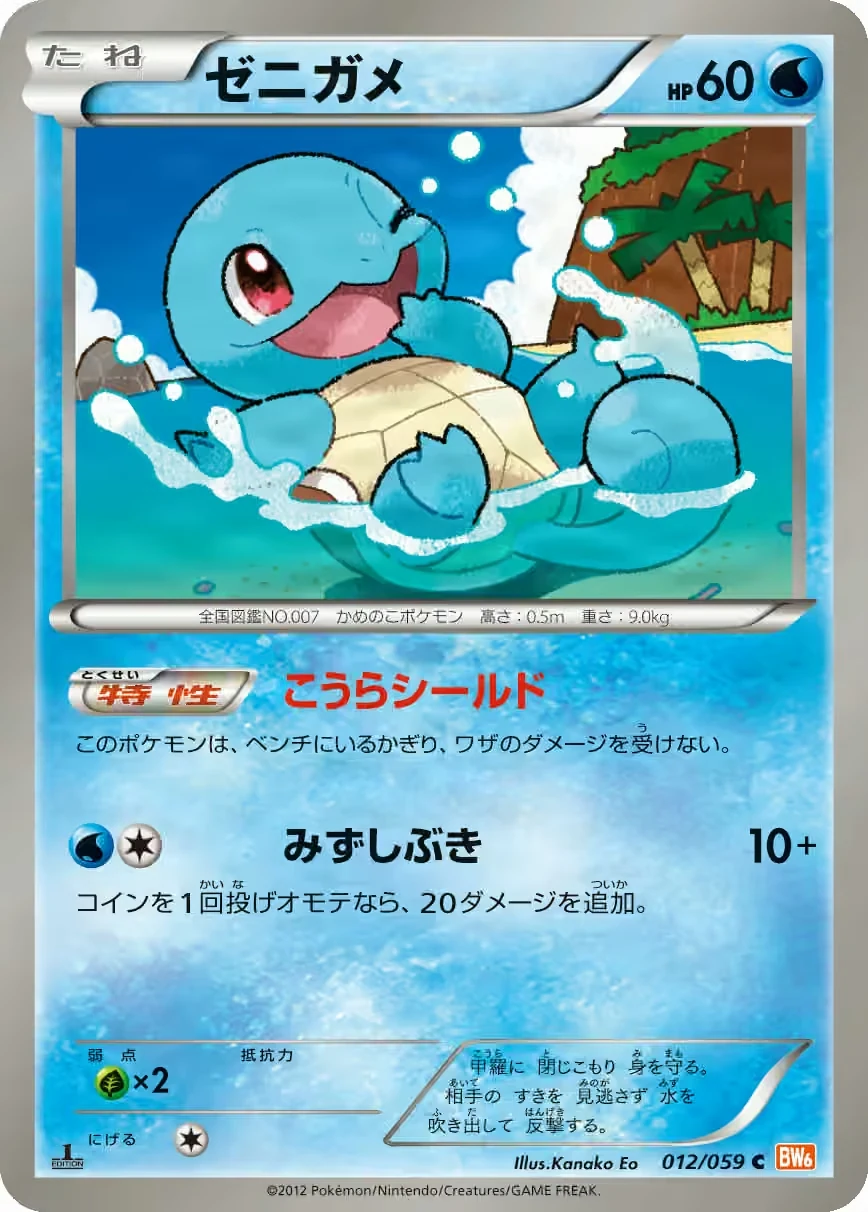 たね ゼニガメ HP60
全国図鑑NO.007 かめのこポケモン 高さ:0.5m 重さ:9.0kg
とくせい
特性 こうらシールド
このポケモンは、ベンチにいるかぎり、ワザのダメージを受けない。
みずしぶき 10+
コインを1回投げオモテなら、20ダメージを追加。
弱点 抵抗力
×2
にげる
甲羅に 閉じこもり 身を守る。
相手の すきを 見逃さず 水を
吹き出して 反撃する。
1 EDITION
Illus.Kanako Eo 012/059 C BW6
©2012 Pokémon/Nintendo/Creatures/GAME FREAK.